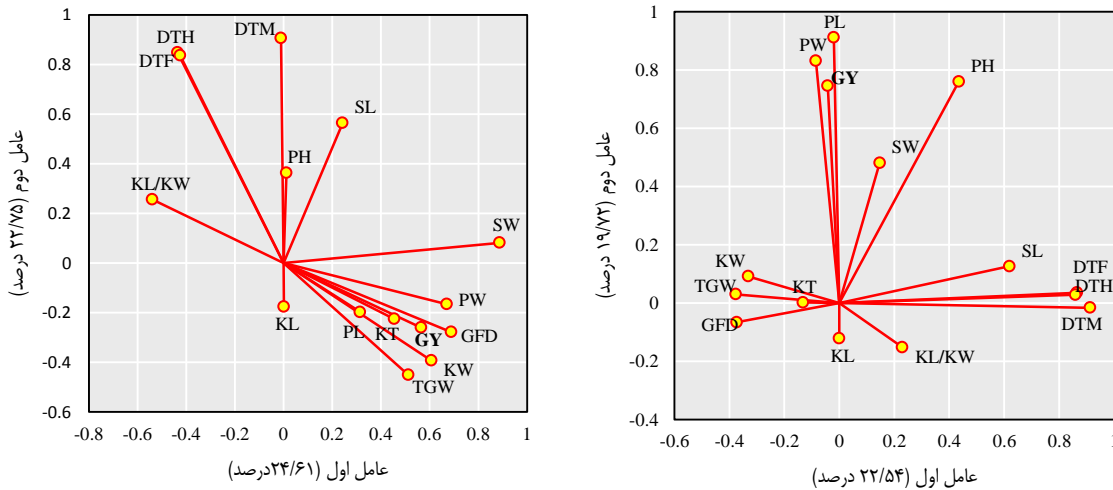 1
0.8
0.6
0.4
0.2
0
-0.2
-0.4
-0.6
-0.8 -0.6 -0.4 -0.2 0 0.2 0.4 0.6 0.8 1
عامل دوم (۲۲/۷۵ درصد)
عامل اول (۲۴/۶۱درصد)
DTH
DTF
DTM
SL
PH
KL/KW
SW
PW
KL
PL
KT
GY
GFD
KW
TGW
1
0.8
0.6
0.4
0.2
0
-0.2
-0.4
-0.4 -0.2 0 0.2 0.4 0.6 0.8 1
عامل دوم (۱۹/۷۲ درصد)
عامل اول (۲۲/۵۴ درصد)
PL
PW
GY
PH
SW
SL
KW
TGW
KT
GFD
DTF
DTH
DTM
KL
KL/KW